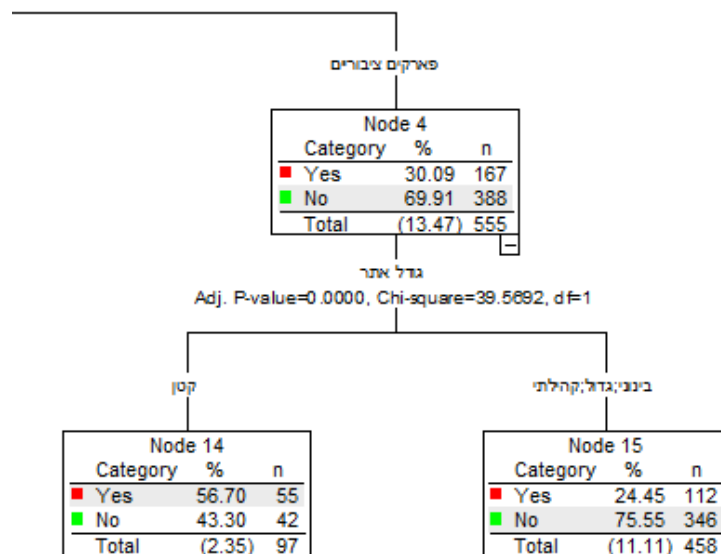 פארקים ציבוריים
Node 4
Category % n
Yes 30.09 167
No 69.91 388
Total (13.47) 555
גודל אתר
Adj. P-value=0.0000, Chi-square=39.5692, df=1
קטן
בינוני;גדול;קהילתי
Node 14
Category % n
Yes 56.70 55
No 43.30 42
Total (2.35) 97
Node 15
Category % n
Yes 24.45 112
No 75.55 346
Total (11.11) 458